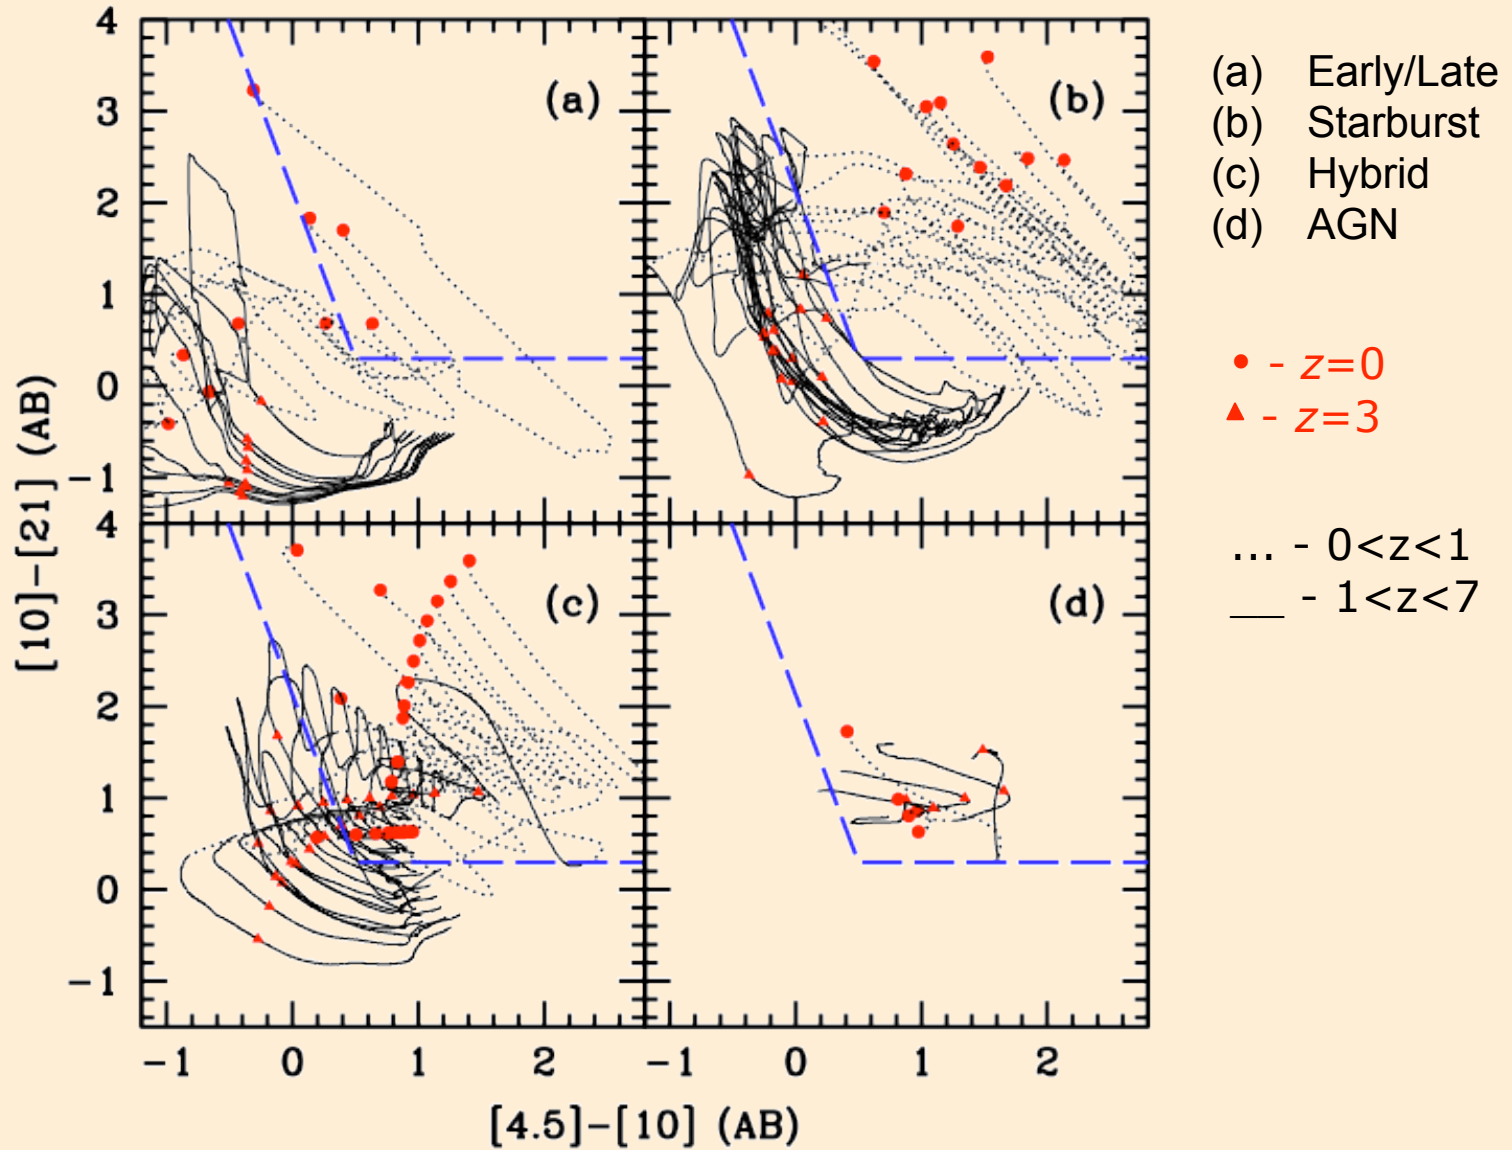 (a) Early/Late
(b) Starburst
(c) Hybrid
(d) AGN
- z=0
- z=3
... - 0<z<1
__ - 1<z<7
[10]-[21] (AB)
4
3
2
1
0
-1
(a)
(b)
4
3
2
1
0
-1
(c)
(d)
-1 0 1 2
-1 0 1 2
[4.5]-[10] (AB)